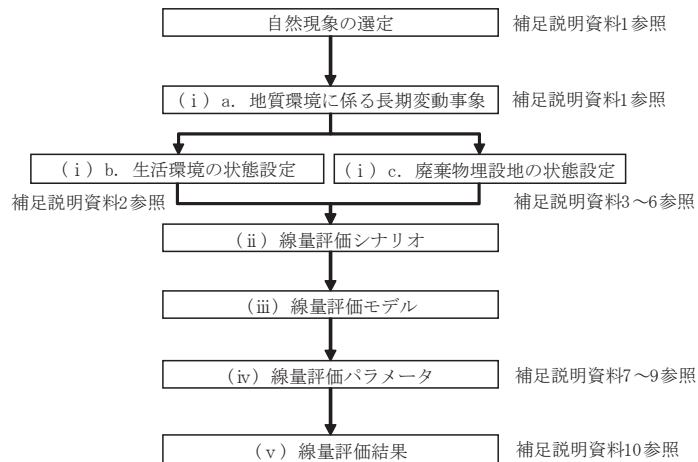 自然現象の選定
補足説明資料1参照
(ⅰ)a. 地質環境に係る長期変動事象
補足説明資料1参照
(ⅰ)b. 生活環境の状態設定
(ⅰ)c. 廃棄物埋設地の状態設定
補足説明資料2参照
補足説明資料3~6参照
(ⅱ)線量評価シナリオ
(ⅲ)線量評価モデル
(ⅳ)線量評価パラメータ
補足説明資料7~9参照
(ⅴ)線量評価結果
補足説明資料10参照